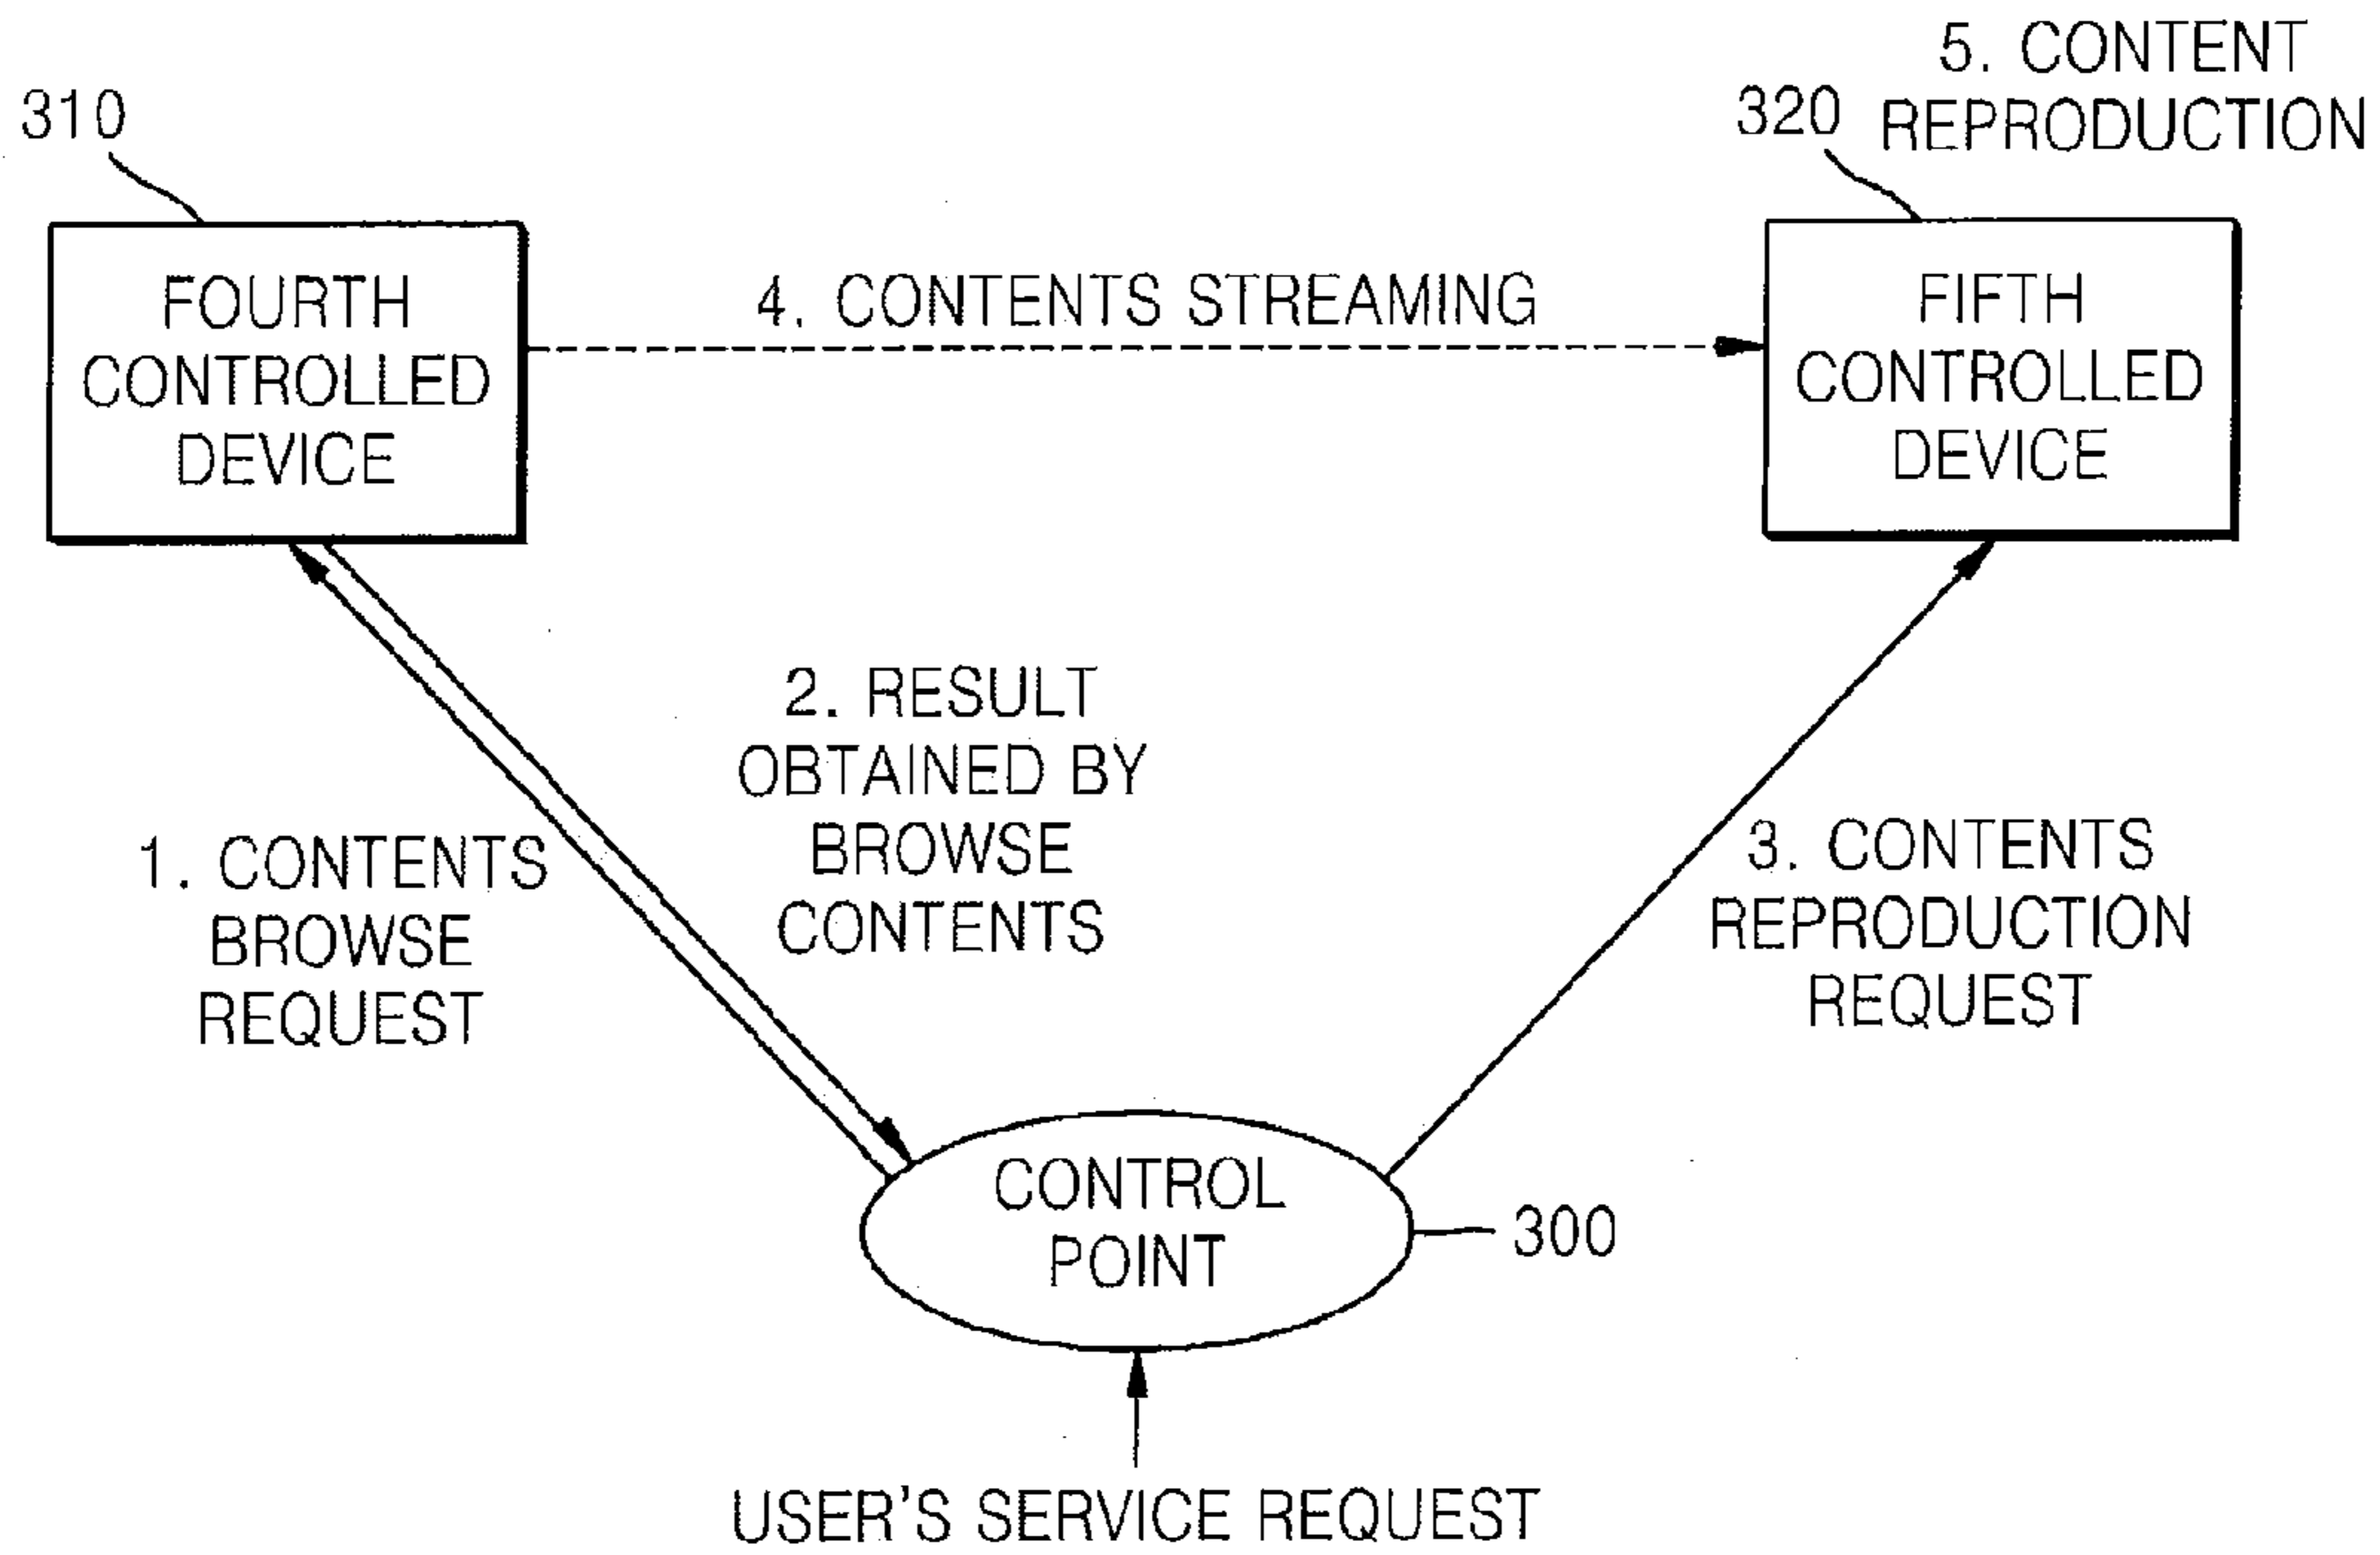 5. CONTENT
REPRODUCTION
310
320
FOURTH
CONTROLLED
DEVICE
4. CONTENTS STREAMING
FIFTH
CONTROLLED
DEVICE
2. RESULT
OBTAINED BY
BROWSE
CONTENTS
1. CONTENTS
BROWSE
REQUEST
3. CONTENTS
REPRODUCTION
REQUEST
CONTROL
POINT
300
USER'S SERVICE REQUEST